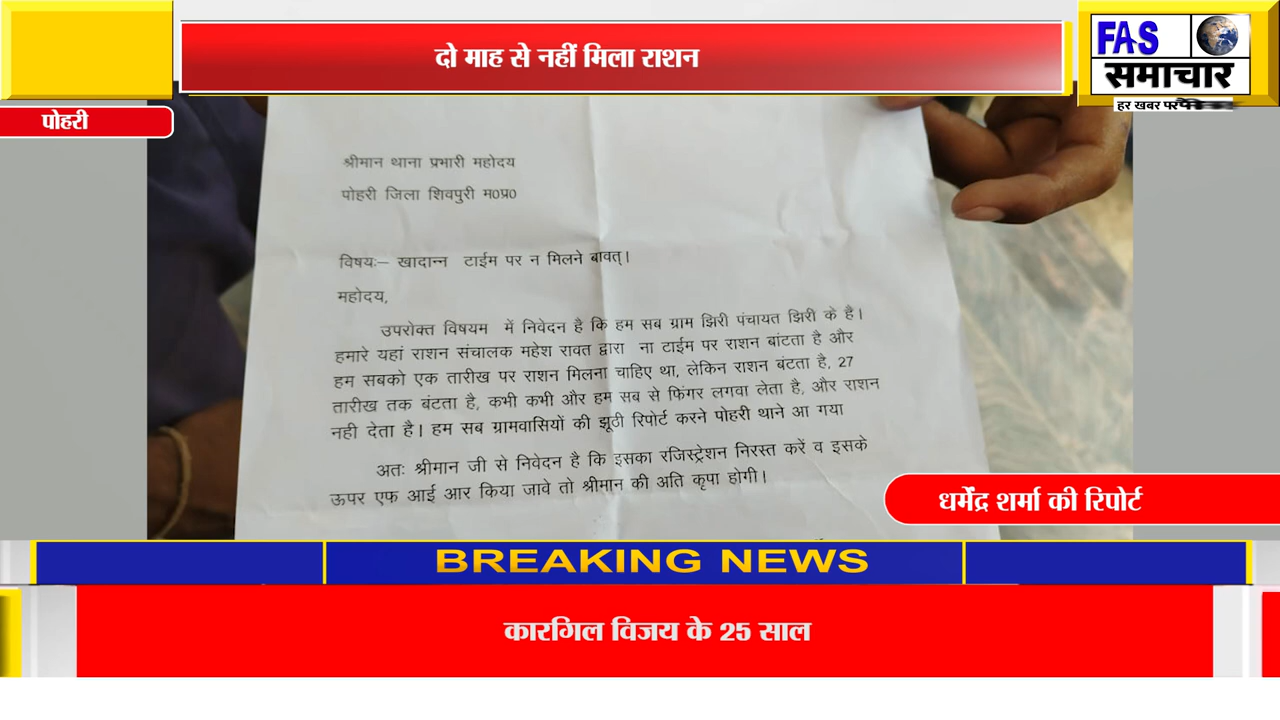 दो माह से नहीं मिला राशन
FAS
समाचार
हर खबर पर
पोहरी
श्रीमान थाना प्रभारी महोदय
पोहरी जिला शिवपुरी म0प्र0
विषयः– खादान्न टाईम पर न मिलने बावत्।
महोदय,
उपरोक्त विषयम में निवेदन है कि हम सब ग्राम झिरी पंचायत झिरी के है।
हमारे यहां राशन संचालक महेश रावत द्वारा ना टाईम पर राशन बांटता है और
हम सबको एक तारीख पर राशन मिलना चाहिए था, लेकिन राशन बंटता है, 27
तारीख तक बंटता है, कभी कभी और हम सब से फिंगर लगवा लेता है, और राशन
नही देता है। हम सब ग्रामवासियों की झूठी रिपोर्ट करने पोहरी थाने आ गया
अतः श्रीमान जी से निवेदन है कि इसका रजिस्ट्रेशन निरस्त करें व इसके
ऊपर एफ आई आर किया जावे तो श्रीमान की अति कृपा होगी।
धर्मेंद्र शर्मा की रिपोर्ट
BREAKING NEWS
कारगिल विजय के 25 साल